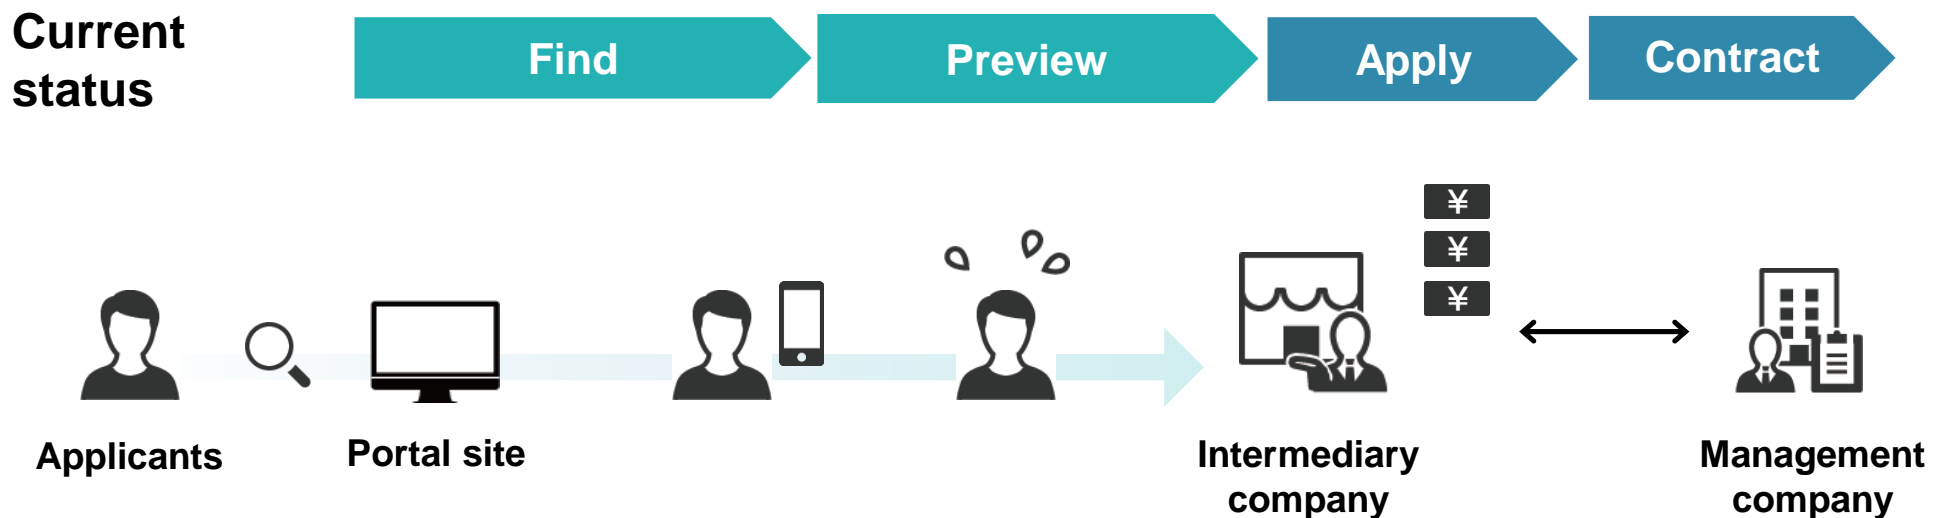 Current
status
Find
Preview
Apply
Contract
¥
¥
¥
Applicants
Portal site
Intermediary
company
Management
company